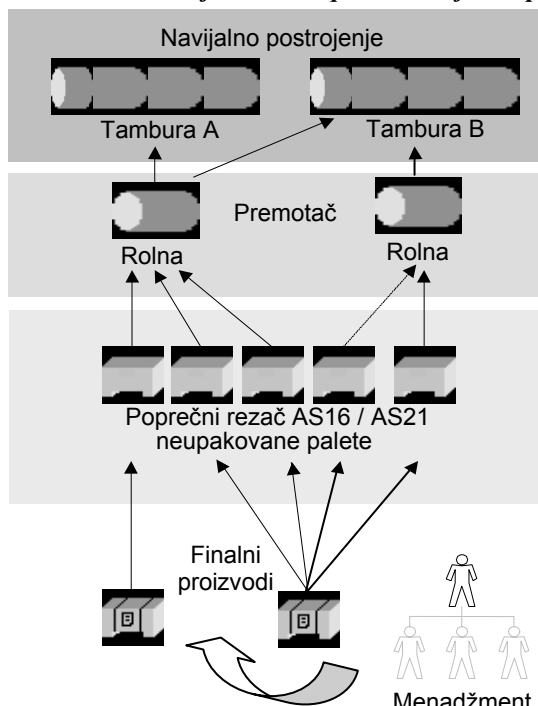 Navijalno postrojenje
Tambura A
Tambura B
Premotač
Rolna
Rolna
Poprečni rezač AS16 / AS21
neupakovane palete
Finalni
proizvodi
Menadžment